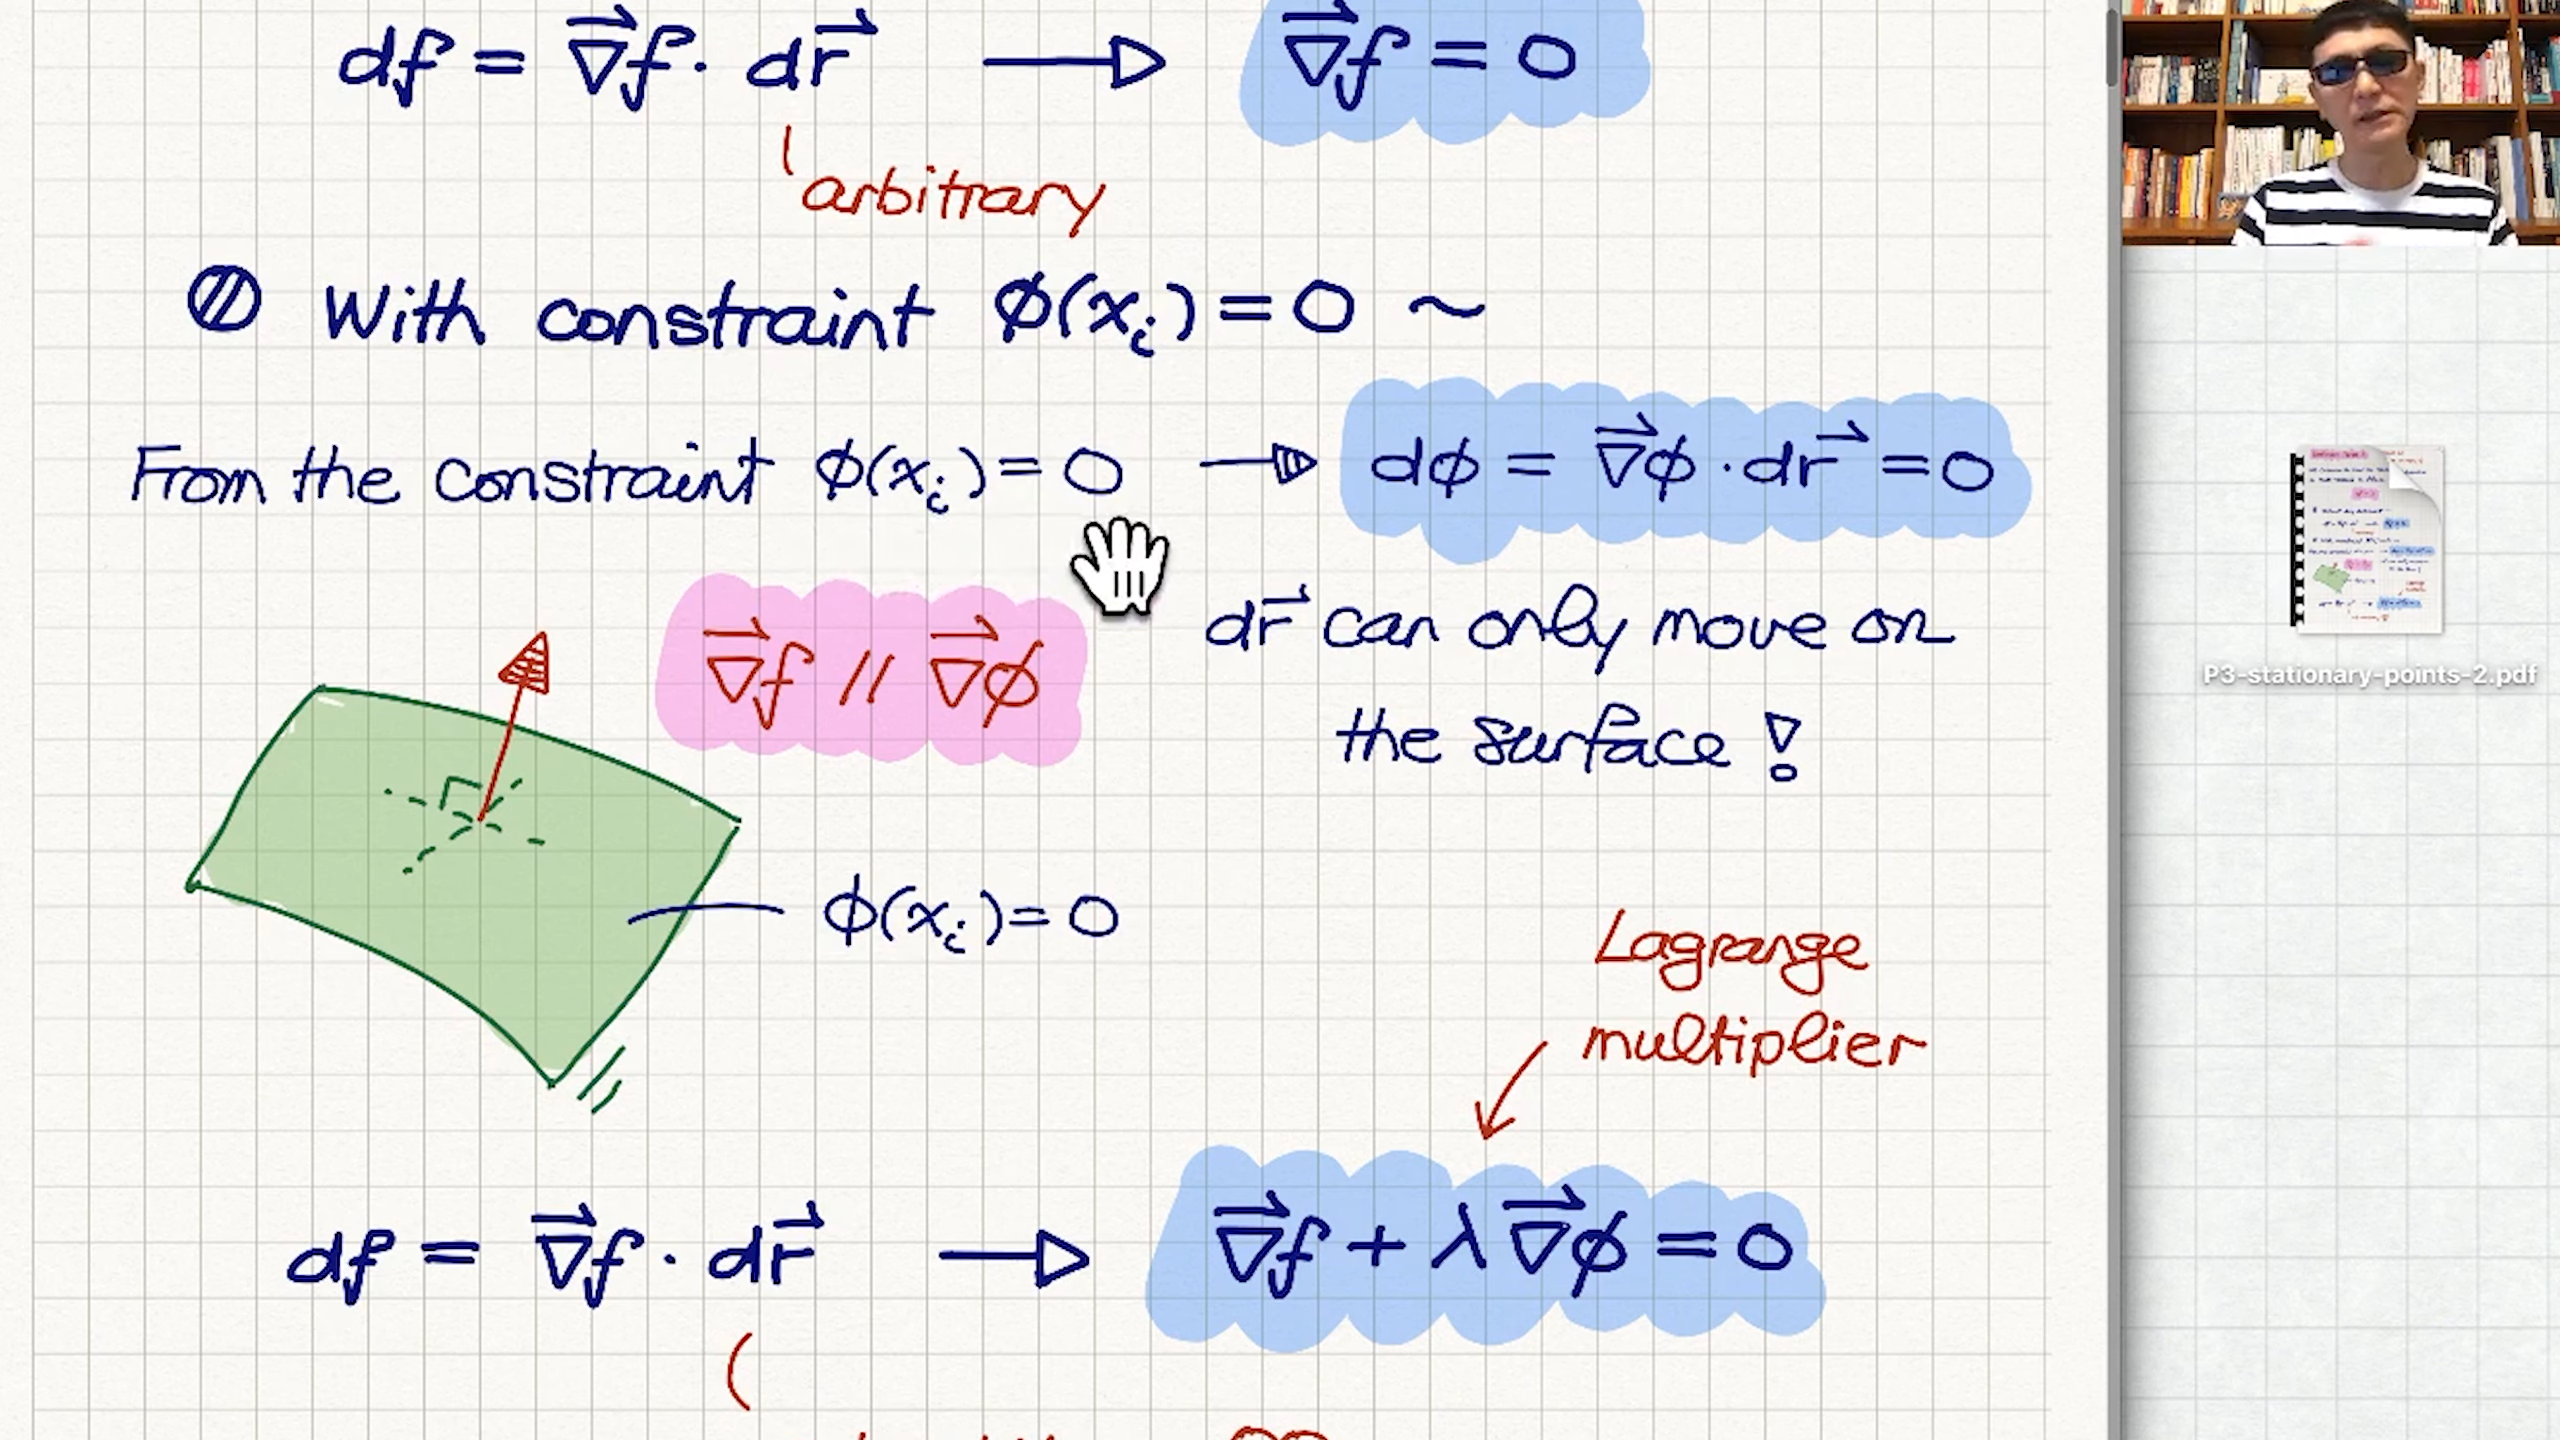 df = ∇⃗f · dr⃗ → ∇⃗f = 0
arbitrary
With constraint ϕ(xᵢ) = 0 ~
From the constraint ϕ(xᵢ) = 0 → dϕ = ∇⃗ϕ · dr⃗ = 0
∇⃗f // ∇⃗ϕ
dr⃗ can only move on
the surface !
ϕ(xᵢ) = 0
Lagrange
multiplier
df = ∇⃗f · dr⃗ → ∇⃗f + λ∇⃗ϕ = 0
P3-stationary-points-2.pdf